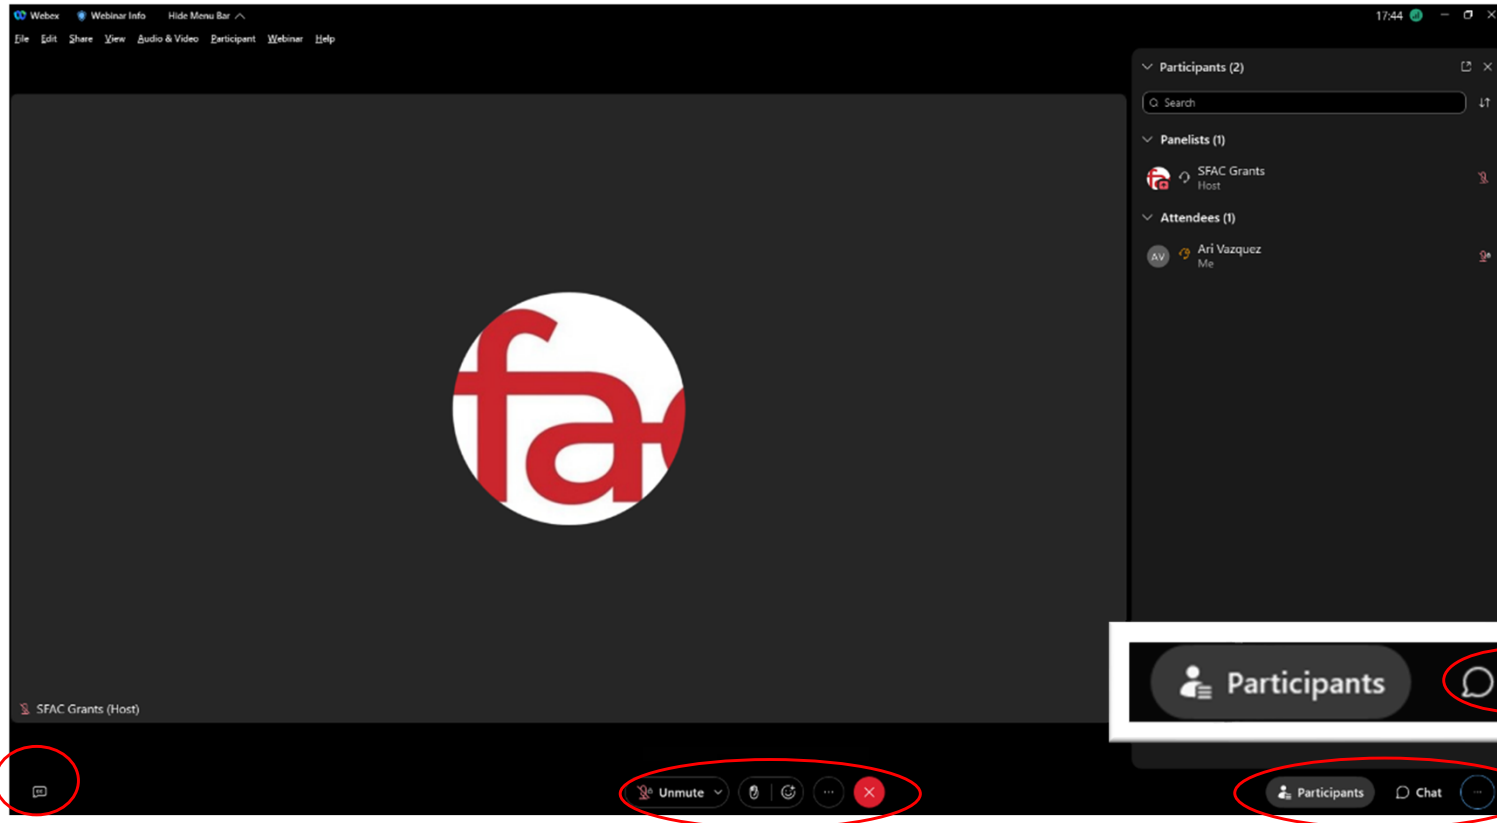 Webex Webinar Info Hide Menu Bar 17:44
File Edit Share View Audio & Video Participant Webinar Help
Participants (2)
Search
Panelists (1)
SFAC Grants
Host
Attendees (1)
AV Ari Vazquez
Me
fac
SFAC Grants (Host)
Participants
Unmute
Participants Chat